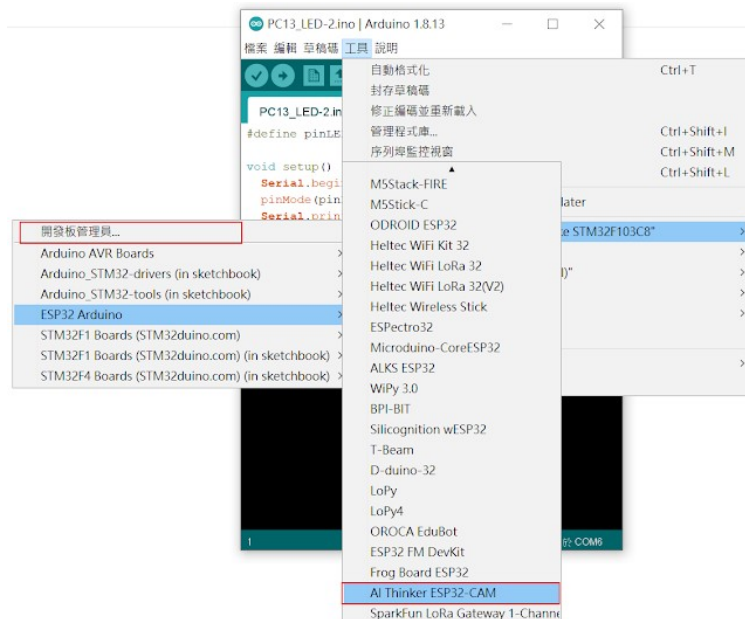 PC13_LED-2.ino | Arduino 1.8.13
檔案 編輯 草稿碼 工具 說明
自動格式化 Ctrl+T
封存草稿碼
修正編碼並重新載入
管理程式庫... Ctrl+Shift+I
序列埠監控視窗 Ctrl+Shift+M
Ctrl+Shift+L
PC13_LED-2.in
#define pinLE
void setup()
Serial.begi
pinMode(pin
Serial.prin
later
te STM32F103C8"
)"
開發板管理員...
Arduino AVR Boards
Arduino_STM32-drivers (in sketchbook)
Arduino_STM32-tools (in sketchbook)
ESP32 Arduino
STM32F1 Boards (STM32duino.com)
STM32F1 Boards (STM32duino.com) (in sketchbook)
STM32F4 Boards (STM32duino.com) (in sketchbook)
M5Stack-FIRE
M5Stick-C
ODROID ESP32
Heltec WiFi Kit 32
Heltec WiFi LoRa 32
Heltec WiFi LoRa 32(V2)
Heltec Wireless Stick
ESPectro32
Microduino-CoreESP32
ALKS ESP32
WiPy 3.0
BPI-BIT
Silicognition wESP32
T-Beam
D-duino-32
LoPy
LoPy4
OROCA EduBot
ESP32 FM DevKit
Frog Board ESP32
AI Thinker ESP32-CAM
SparkFun LoRa Gateway 1-Channe
1 於 COM6